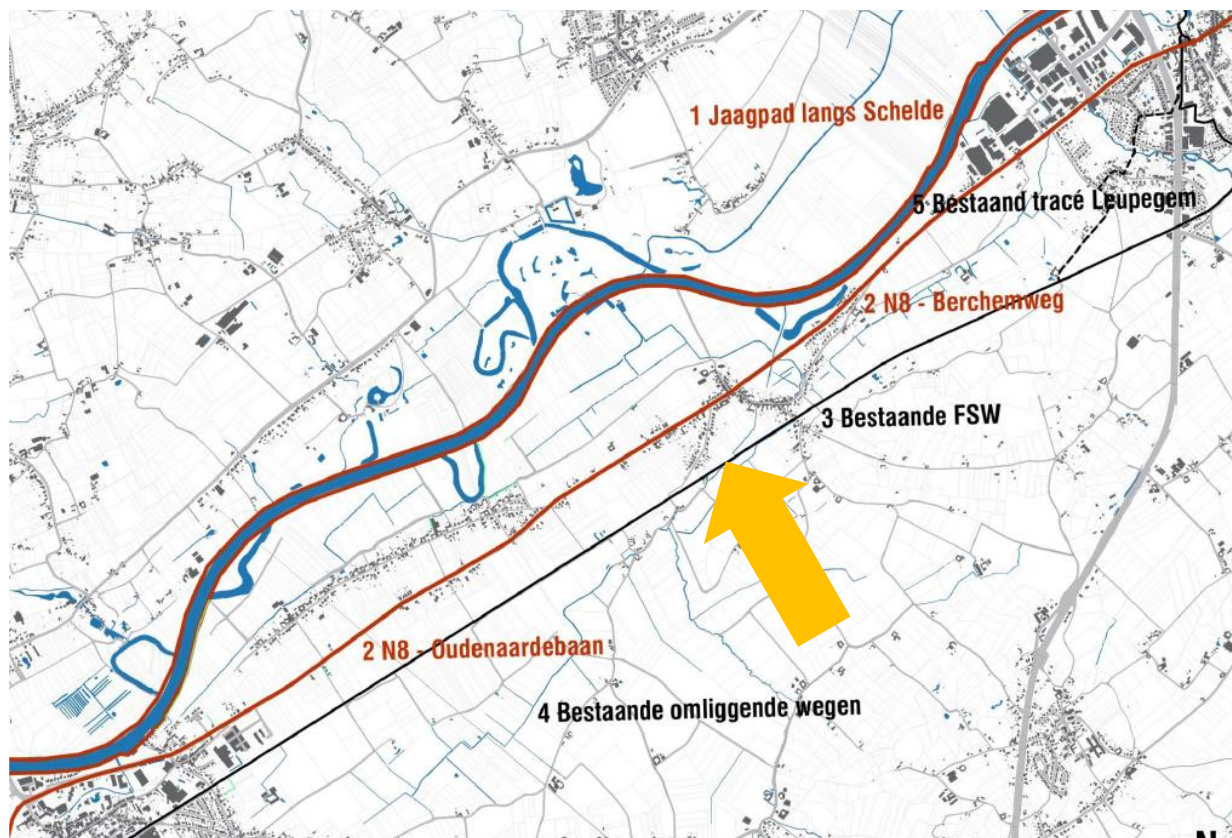 1 Jaagpad langs Schelde
5 Bestaand tracé Leupegem
2 N8 - Berchemweg
3 Bestaande FSW
2 N8 - Oudenaardebaan
4 Bestaande omliggende wegen